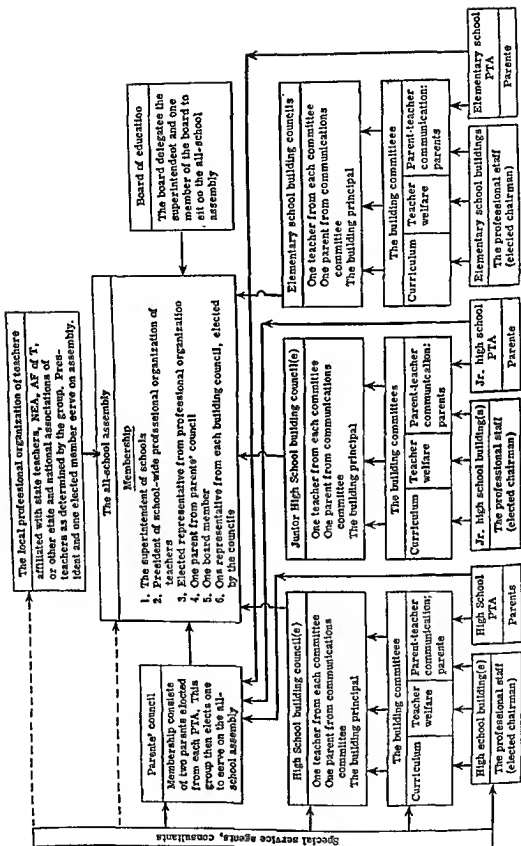 The local professional organization of teachers
affiliated with state teachers, NEA, AF of T,
or other state and national associations of
teachers as determined by the group. Pres-
ident and one elected member serve on assembly.
Board of education
The board delegates the
superintendent and one
member of the board to
sit on the all-school
assembly
The all-school assembly
Membership
1. The superintendent of schools
2. President of school-wide professional organization of
teachers
3. Elected representative from professional organization
4. One parent from parents' council
5. One board member
6. One representative from each building council, elected
by the councils
Parents' council
Membership consists
of two parents elected
from each PTA. This
group then elects one
to serve on the all-
school assembly
Special service agents, consultants
High School building council(s)
One teacher from each committee
One parent from communications
committee
The building principal
Junior High School building council(s)
One teacher from each committee
One parent from communications
committee
The building principal
Elementary school building councils
One teacher from each committee
One parent from communications
committee
The building principal
The building committees
Curriculum
Teacher
welfare
Parent-teacher
communication:
parents
The building committees
Curriculum
Teacher
welfare
Parent-teacher
communication:
parents
The building committees
Curriculum
Teacher
welfare
Parent-teacher
communication:
parents
High school building(s)
The professional staff
(elected chairman)
High School
PTA
Parents
Jr. high school building(s)
The professional staff
(elected chairman)
Jr. high school
PTA
Parents
Elementary school buildings
The professional staff
(elected chairman)
Elementary school
PTA
Parents